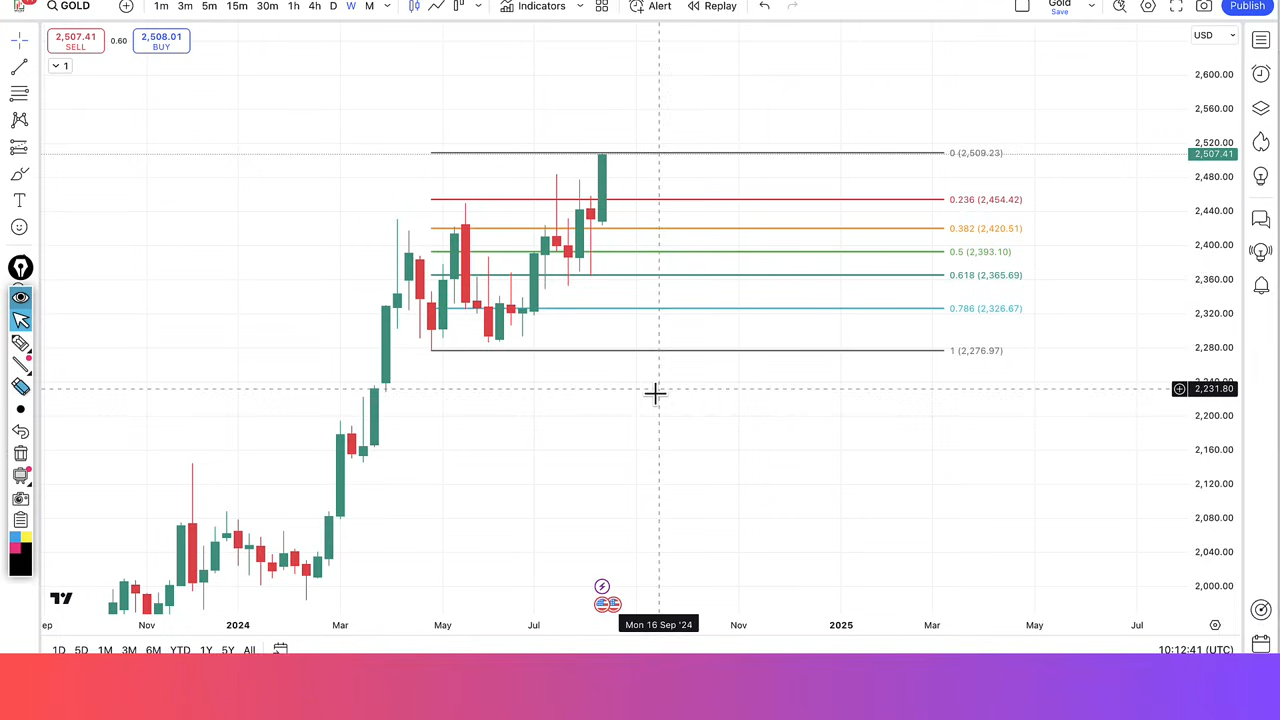 GOLD 1m 3m 5m 15m 30m 1h 4h D W M Indicators Alert Replay Gold Save Publish
2,507.41 SELL 0.60 2,508.01 BUY USD
1
2,600.00
2,560.00
2,520.00
0 (2,509.23) 2,507.41
2,480.00
0.236 (2,454.42)
2,440.00
0.382 (2,420.51)
2,400.00
0.5 (2,393.10)
0.618 (2,365.69) 2,360.00
0.786 (2,326.67) 2,320.00
1 (2,276.97) 2,280.00
2,240.00
2,231.80
2,200.00
2,160.00
2,120.00
2,080.00
2,040.00
2,000.00
ep Nov 2024 Mar May Jul Mon 16 Sep '24 Nov 2025 Mar May Jul
1D 5D 1M 3M 6M YTD 1Y 5Y All 10:12:41 (UTC)